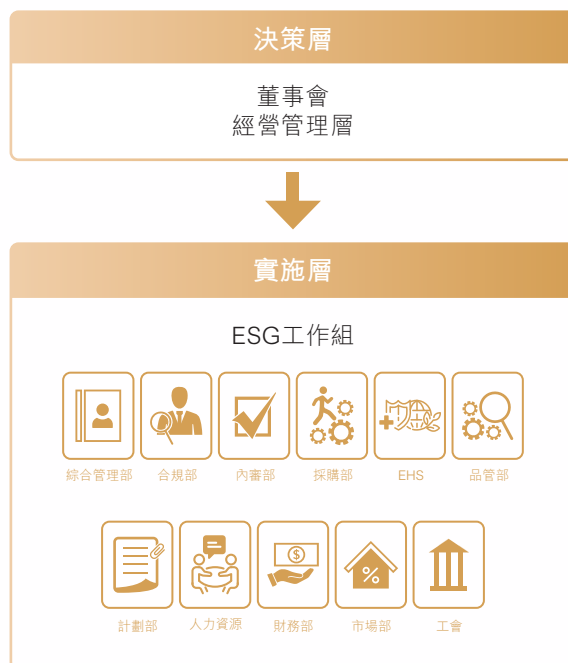 決策層
董事會
經營管理層
實施層
ESG工作組
綜合管理部 合規部 內審部 採購部 EHS 品管部
$
計劃部 人力資源 財務部 市場部 工會
%